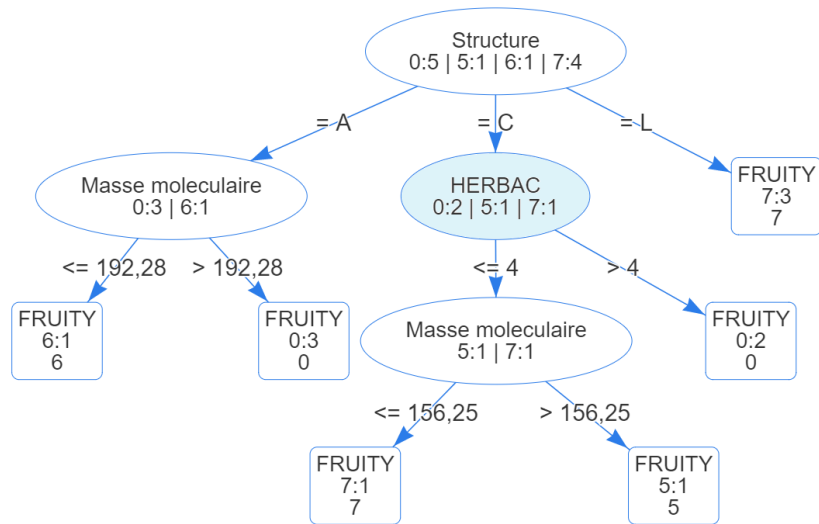 Structure
0:5 | 5:1 | 6:1 | 7:4
= A
= C
= L
Masse moleculaire
0:3 | 6:1
HERBAC
0:2 | 5:1 | 7:1
FRUITY
7:3
7
<= 192,28
> 192,28
<= 4
> 4
FRUITY
6:1
6
FRUITY
0:3
0
Masse moleculaire
5:1 | 7:1
FRUITY
0:2
0
<= 156,25
> 156,25
FRUITY
7:1
7
FRUITY
5:1
5